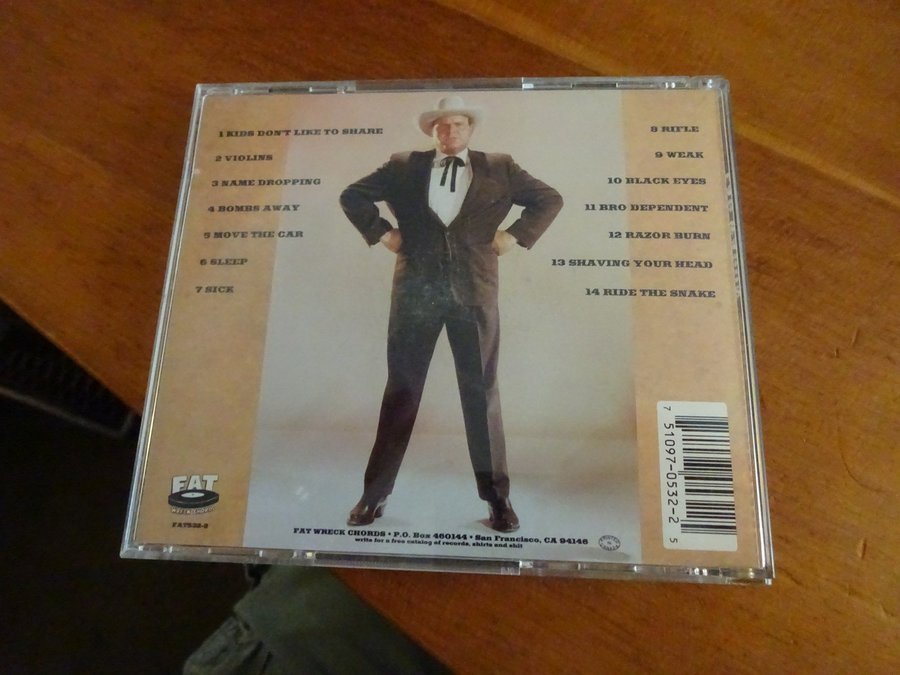 1 KIDS DON'T LIKE TO SHARE
2 VIOLINS
3 NAME DROPPING
4 BOMBS AWAY
5 MOVE THE CAR
6 SLEEP
7 SICK
8 RIFLE
9 WEAK
10 BLACK EYES
11 BRO DEPENDENT
12 RAZOR BURN
13 SHAVING YOUR HEAD
14 RIDE THE SNAKE
FAT
WRECK CHORDS
FAT532-2
FAT WRECK CHORDS • P.O. Box 460144 • San Francisco, CA 94146
write for a free catalog of records, shirts and shit
7 51097-0532-2 5